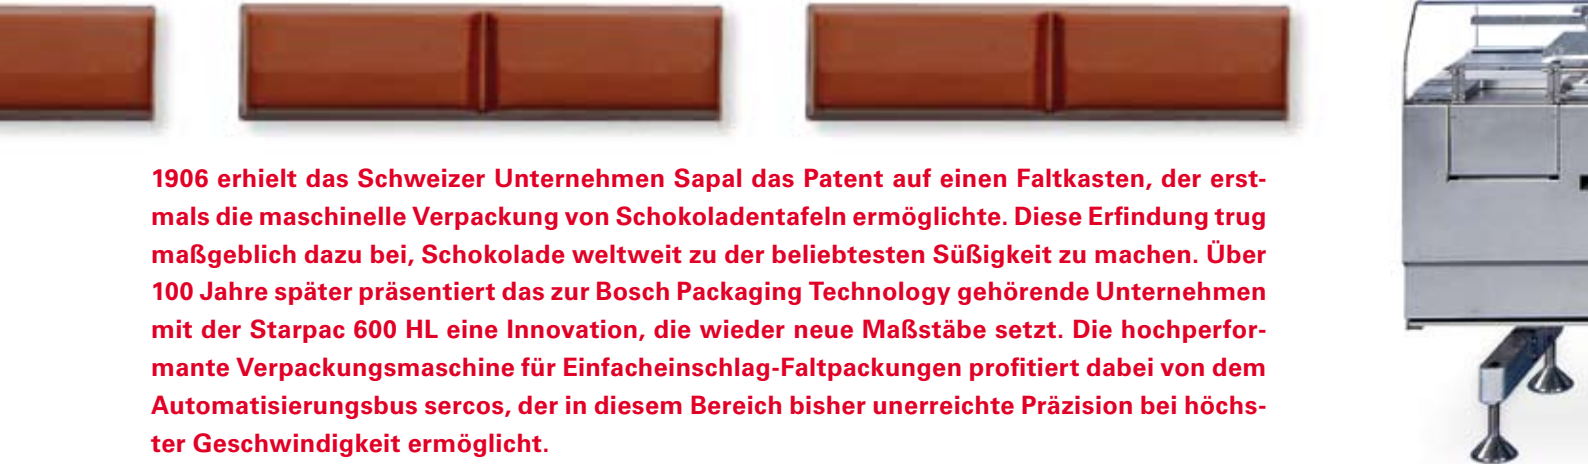 1906 erhielt das Schweizer Unternehmen Sapal das Patent auf einen Faltkasten, der erst-
mals die maschinelle Verpackung von Schokoladentafeln ermöglichte. Diese Erfindung trug
maßgeblich dazu bei, Schokolade weltweit zu der beliebtesten Süßigkeit zu machen. Über
100 Jahre später präsentiert das zur Bosch Packaging Technology gehörende Unternehmen
mit der Starpac 600 HL eine Innovation, die wieder neue Maßstäbe setzt. Die hochperfor-
mante Verpackungsmaschine für Einfacheinschlag-Faltpackungen profitiert dabei von dem
Automatisierungsbus sercos, der in diesem Bereich bisher unerreichte Präzision bei höchs-
ter Geschwindigkeit ermöglicht.